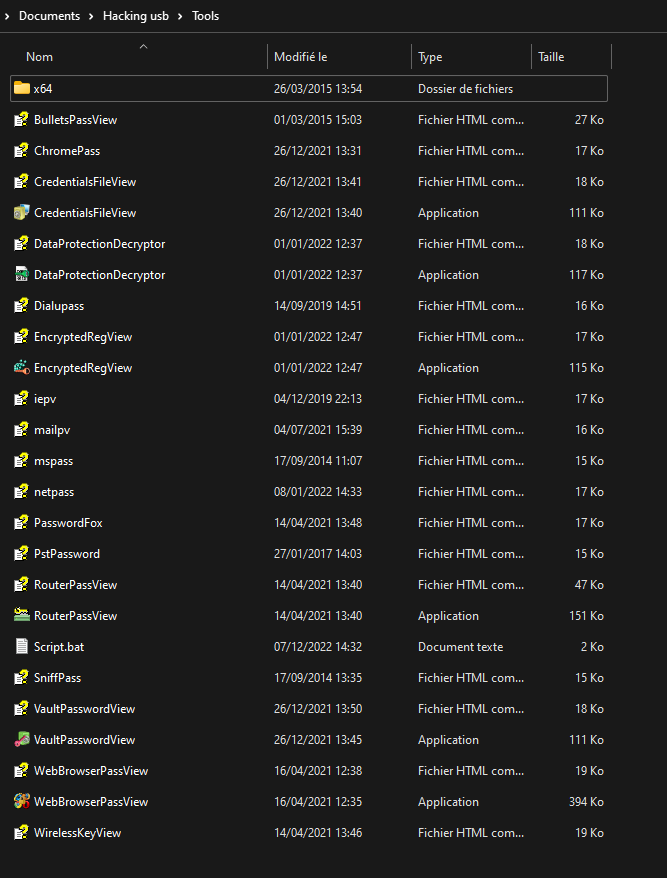 Documents > Hacking usb > Tools
Nom Modifié le Type Taille
x64 26/03/2015 13:54 Dossier de fichiers
BulletsPassView 01/03/2015 15:03 Fichier HTML com... 27 Ko
ChromePass 26/12/2021 13:31 Fichier HTML com... 17 Ko
CredentialsFileView 26/12/2021 13:41 Fichier HTML com... 18 Ko
CredentialsFileView 26/12/2021 13:40 Application 111 Ko
DataProtectionDecryptor 01/01/2022 12:37 Fichier HTML com... 18 Ko
DataProtectionDecryptor 01/01/2022 12:37 Application 117 Ko
Dialupass 14/09/2019 14:51 Fichier HTML com... 16 Ko
EncryptedRegView 01/01/2022 12:47 Fichier HTML com... 17 Ko
EncryptedRegView 01/01/2022 12:47 Application 115 Ko
iepv 04/12/2019 22:13 Fichier HTML com... 17 Ko
mailpv 04/07/2021 15:39 Fichier HTML com... 16 Ko
mspass 17/09/2014 11:07 Fichier HTML com... 15 Ko
netpass 08/01/2022 14:33 Fichier HTML com... 17 Ko
PasswordFox 14/04/2021 13:48 Fichier HTML com... 17 Ko
PstPassword 27/01/2017 14:03 Fichier HTML com... 15 Ko
RouterPassView 14/04/2021 13:40 Fichier HTML com... 47 Ko
RouterPassView 14/04/2021 13:40 Application 151 Ko
Script.bat 07/12/2022 14:32 Document texte 2 Ko
SniffPass 17/09/2014 13:35 Fichier HTML com... 15 Ko
VaultPasswordView 26/12/2021 13:50 Fichier HTML com... 18 Ko
VaultPasswordView 26/12/2021 13:45 Application 111 Ko
WebBrowserPassView 16/04/2021 12:38 Fichier HTML com... 19 Ko
WebBrowserPassView 16/04/2021 12:35 Application 394 Ko
WirelessKeyView 14/04/2021 13:46 Fichier HTML com... 19 Ko